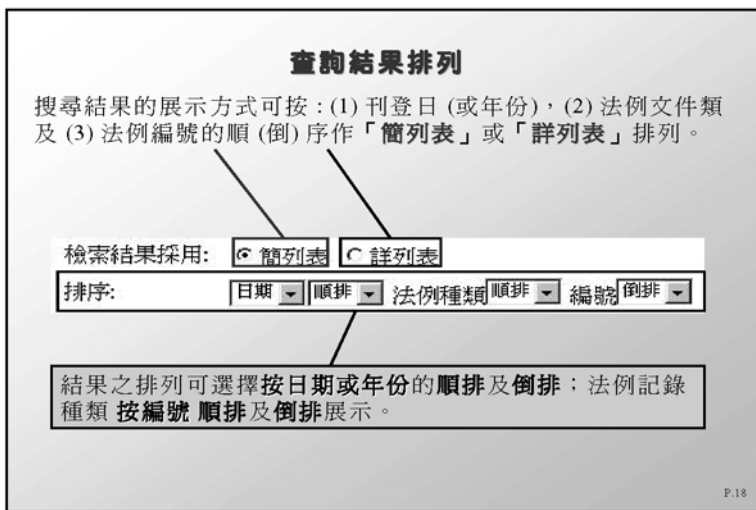 查詢結果排列
搜尋結果的展示方式可按：(1) 刊登日 (或年份)，(2) 法例文件類
及 (3) 法例編號的順 (倒) 序作「簡列表」或「詳列表」排列。
檢索結果採用: 簡列表 詳列表
排序: 日期 順排 法例種類 順排 編號 倒排
結果之排列可選擇按日期或年份的順排及倒排；法例記錄
種類 按編號 順排及倒排展示。
P.18